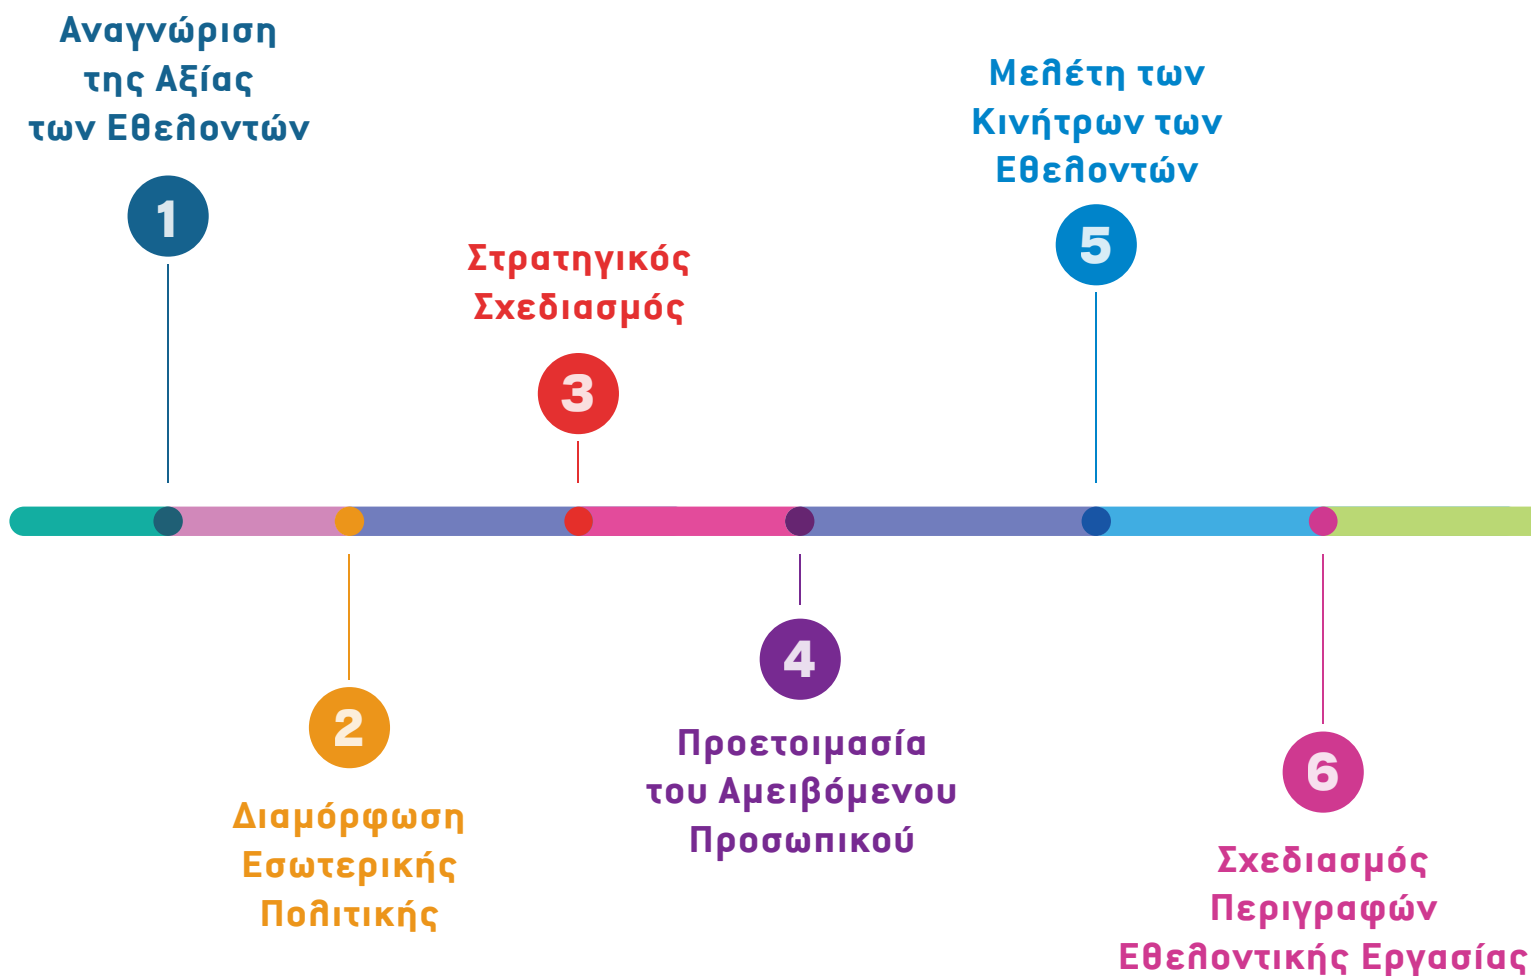 Αναγνώριση
της Αξίας
των Εθελοντών
1
2
Διαμόρφωση
Εσωτερικής
Πολιτικής
Στρατηγικός
Σχεδιασμός
3
4
Προετοιμασία
του Αμειβόμενου
Προσωπικού
Μελέτη των
Κινήτρων των
Εθελοντών
5
6
Σχεδιασμός
Περιγραφών
Εθελοντικής Εργασίας